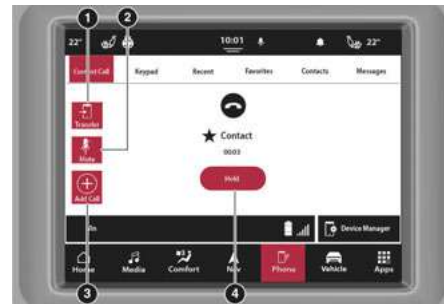 1
2
22° 10:01 22°
Current Call Keypad Recent Favorites Contacts Messages
Transfer
Contact
00:03
Mute
Hold
Add Call
Device Manager
Home Media Comfort Nav Phone Vehicle Apps
3
4